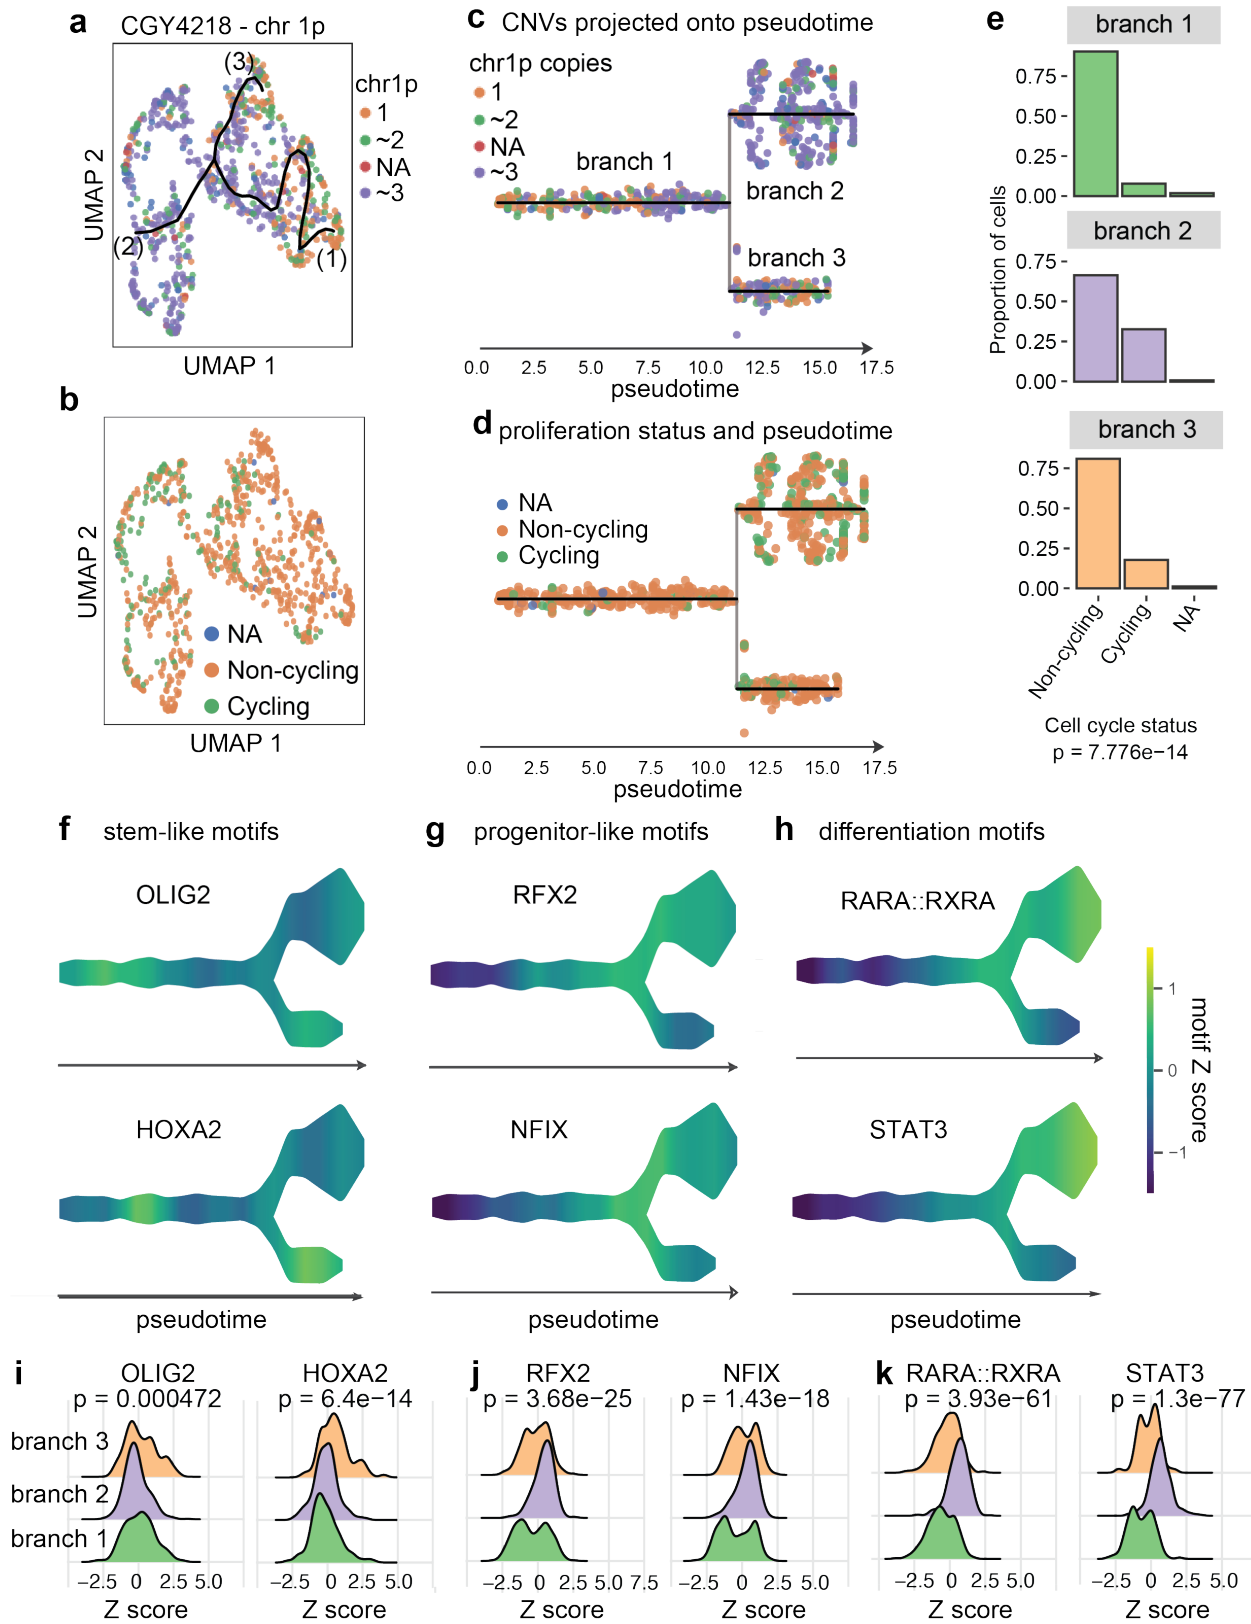 a
CGY4218 - chr 1p
(3)
(2)
(1)
chr1p
1
~2
NA
~3
UMAP 2
UMAP 1
b
NA
Non-cycling
Cycling
UMAP 2
UMAP 1
c
CNVs projected onto pseudotime
chr1p copies
1
~2
NA
~3
branch 1
branch 2
branch 3
0.0 2.5 5.0 7.5 10.0 12.5 15.0 17.5
pseudotime
d
proliferation status and pseudotime
NA
Non-cycling
Cycling
0.0 2.5 5.0 7.5 10.0 12.5 15.0 17.5
pseudotime
e
branch 1
0.75
0.50
0.25
0.00
branch 2
0.75
0.50
0.25
0.00
branch 3
0.75
0.50
0.25
0.00
Proportion of cells
Non-cycling
Cycling
NA
Cell cycle status
p = 7.776e−14
f
stem-like motifs
OLIG2
HOXA2
pseudotime
g
progenitor-like motifs
RFX2
NFIX
pseudotime
h
differentiation motifs
RARA::RXRA
STAT3
pseudotime
1
0
−1
motif Z score
i
OLIG2
p = 0.000472
HOXA2
p = 6.4e−14
branch 3
branch 2
branch 1
−2.5 0 2.5 5.0
Z score
−2.5 0 2.5 5.0
Z score
j
RFX2
p = 3.68e−25
NFIX
p = 1.43e−18
−2.5 0 2.5 5.0 7.5
Z score
−2.5 0 2.5 5.0
Z score
k
RARA::RXRA
p = 3.93e−61
STAT3
p = 1.3e−77
−2.5 0 2.5 5.0
Z score
−2.5 0 2.5 5.0
Z score